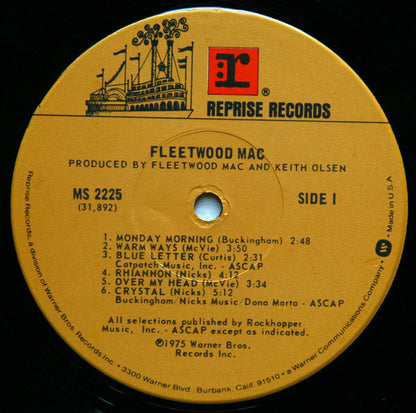 r®
REPRISE RECORDS
FLEETWOOD MAC
PRODUCED BY FLEETWOOD MAC AND KEITH OLSEN
MS 2225
(31,892)
SIDE 1
1. MONDAY MORNING (Buckingham) 2:48
2. WARM WAYS (McVie) 3:50
3. BLUE LETTER (Curtis) 2:31
Catpatch Music, Inc. - ASCAP
4. RHIANNON (Nicks) 4:12
5. OVER MY HEAD (McVie) 3:34
6. CRYSTAL (Nicks) 5:12
Buckingham/Nicks Music/Dona Marta - ASCAP
All selections published by Rockhopper
Music, Inc. - ASCAP except as indicated.
©1975 Warner Bros.
Records Inc.
Reprise Records, a division of Warner Bros. Records Inc. • 3300 Warner Blvd., Burbank, Calif. 91510 • a Warner Communications Company • W • Made in U.S.A.